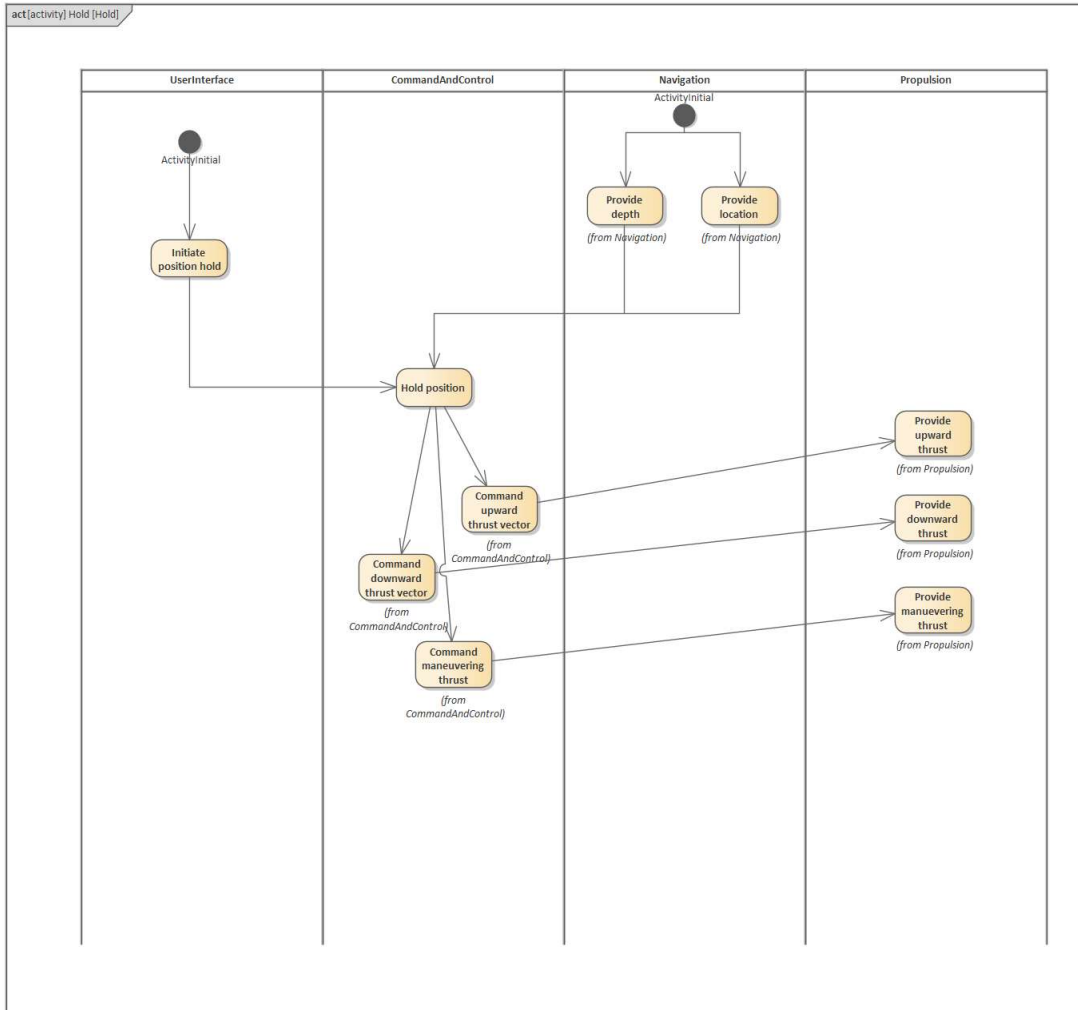 act [activity] Hold [Hold]
UserInterface
CommandAndControl
Navigation
Propulsion
ActivityInitial
ActivityInitial
Provide
depth
(from Navigation)
Provide
location
(from Navigation)
Initiate
position hold
Hold position
Provide
upward
thrust
(from Propulsion)
Command
upward
thrust vector
(from
CommandAndControl)
Provide
downward
thrust
(from Propulsion)
Command
downward
thrust vector
(from
CommandAndControl)
Provide
manuevering
thrust
(from Propulsion)
Command
maneuvering
thrust
(from
CommandAndControl)